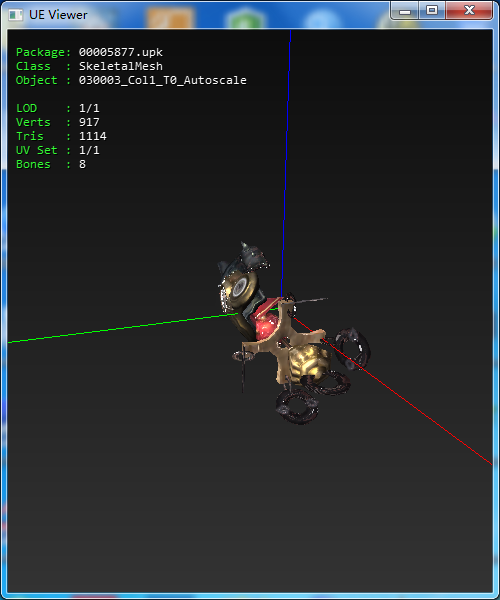 UE Viewer
Package: 00005877.upk
Class : SkeletalMesh
Object : 030003_Col1_T0_Autoscale
LOD : 1/1
Verts : 917
Tris : 1114
UV Set : 1/1
Bones : 8